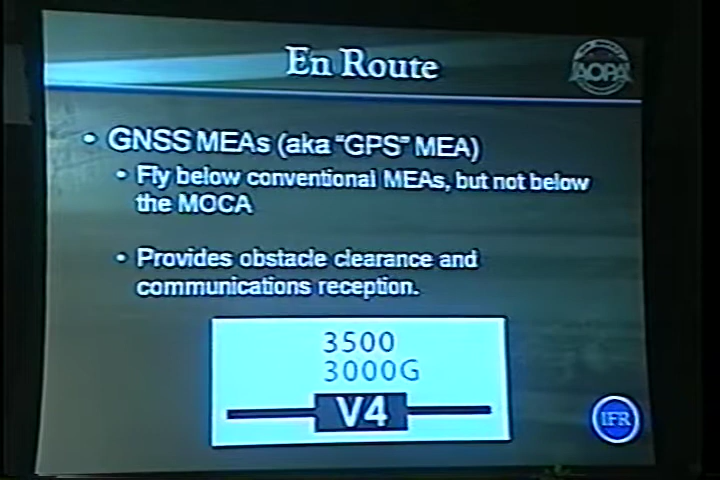 En Route
AOPA
• GNSS MEAs (aka "GPS" MEA)
• Fly below conventional MEAs, but not below
the MOCA
• Provides obstacle clearance and
communications reception.
3500
3000G
V4
IFR